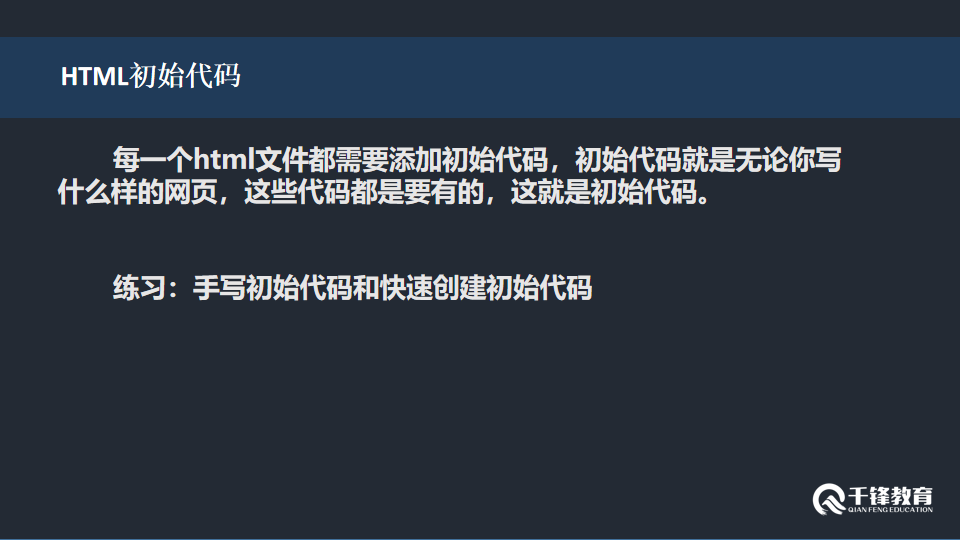 HTML初始代码
每一个html文件都需要添加初始代码，初始代码就是无论你写
什么样的网页，这些代码都是要有的，这就是初始代码。
练习：手写初始代码和快速创建初始代码
千锋教育
QIAN FENG EDUCATION